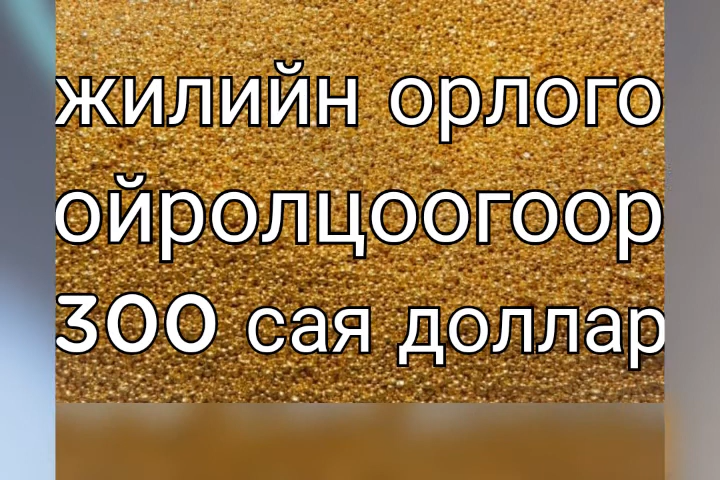 жилийн орлого
ойролцоогоор
300 сая доллар